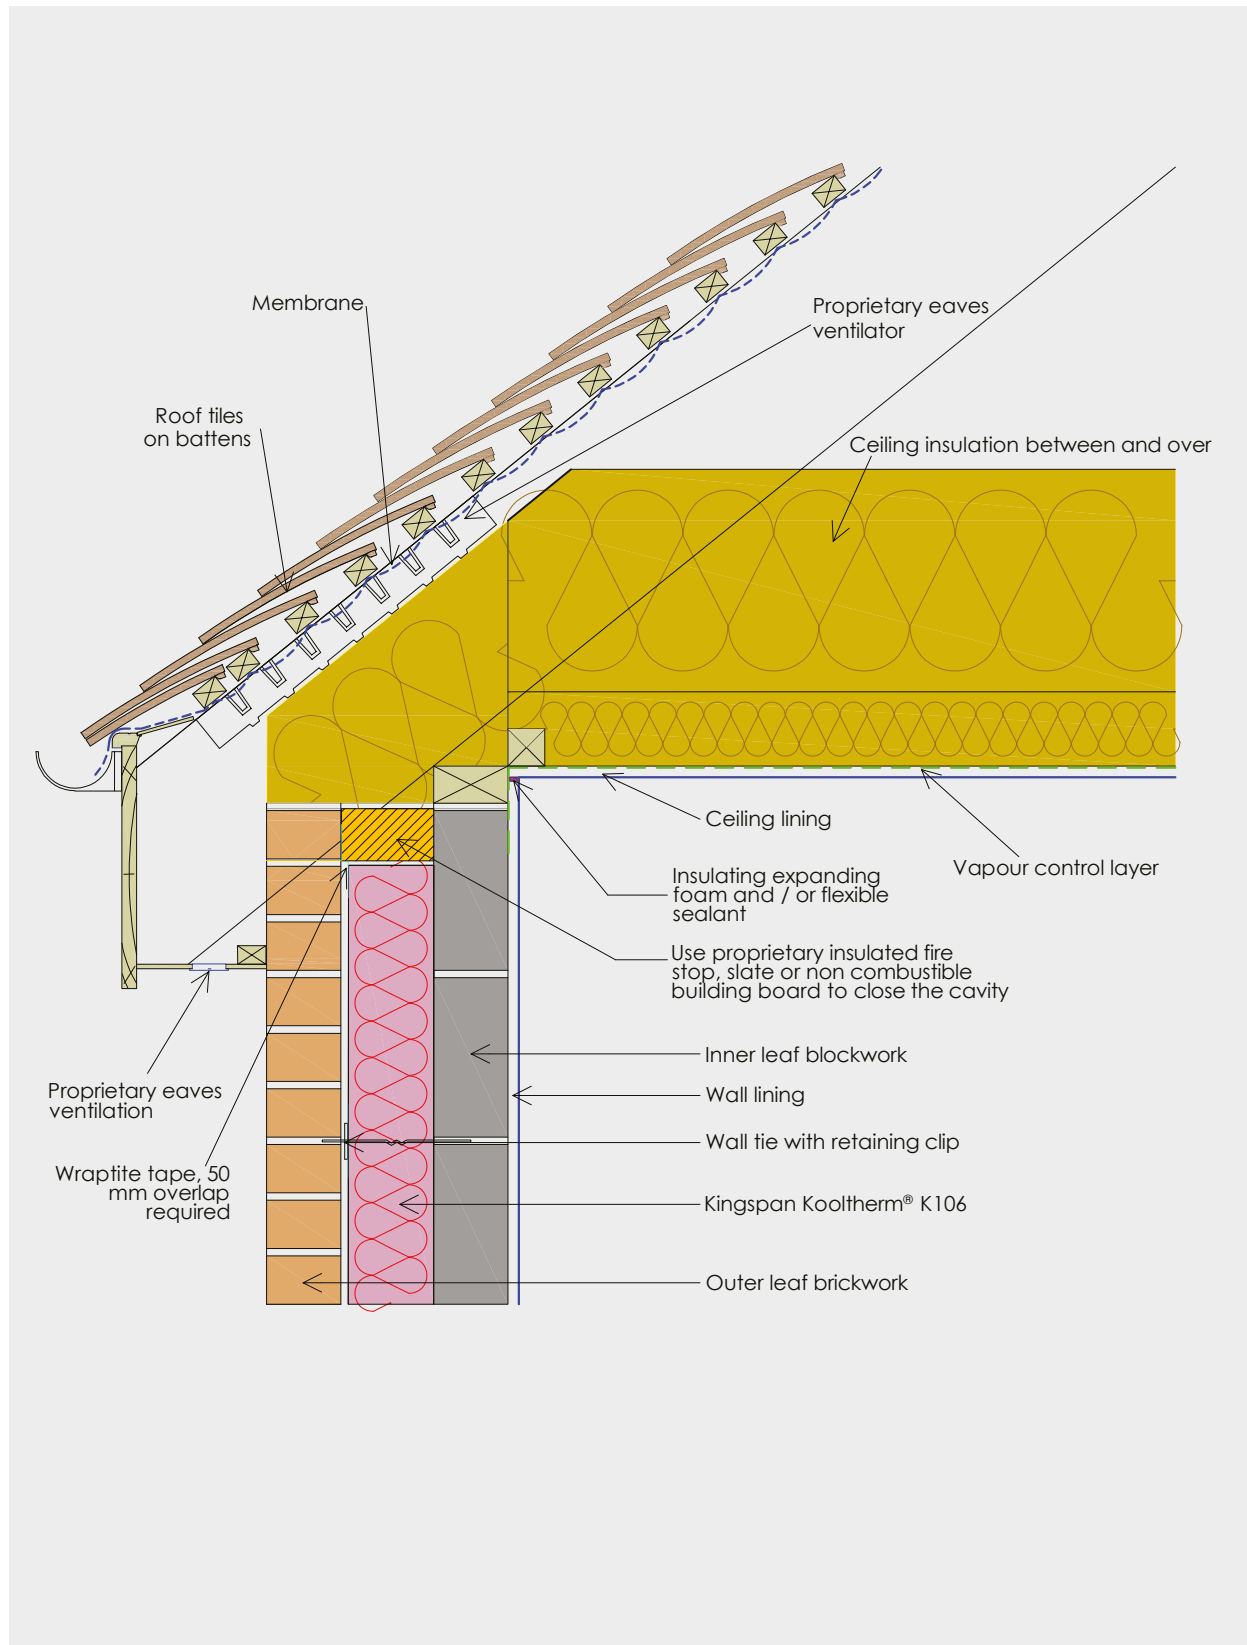 Membrane
Proprietary eaves
ventilator
Roof tiles
on battens
Ceiling insulation between and over
Ceiling lining
Vapour control layer
Insulating expanding
foam and / or flexible
sealant
Use proprietary insulated fire
stop, slate or non combustible
building board to close the cavity
Inner leaf blockwork
Proprietary eaves
ventilation
Wall lining
Wall tie with retaining clip
Wraptite tape, 50
mm overlap
required
Kingspan Kooltherm® K106
Outer leaf brickwork